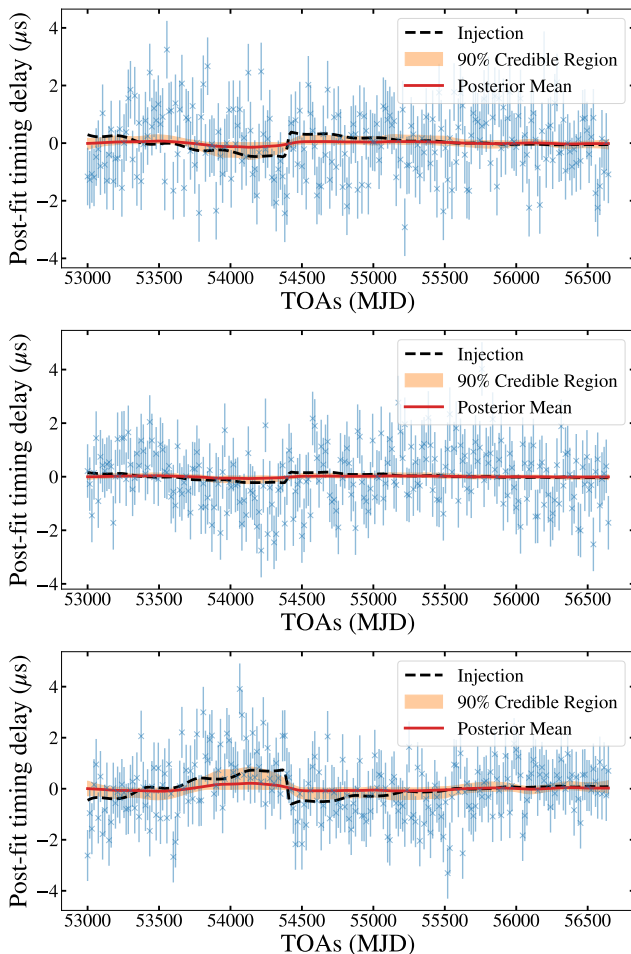 Post-fit timing delay (μs)
4
2
0
−2
−4
Injection
90% Credible Region
Posterior Mean
53000 53500 54000 54500 55000 55500 56000 56500
TOAs (MJD)
Post-fit timing delay (μs)
4
2
0
−2
−4
Injection
90% Credible Region
Posterior Mean
53000 53500 54000 54500 55000 55500 56000 56500
TOAs (MJD)
Post-fit timing delay (μs)
4
2
0
−2
−4
Injection
90% Credible Region
Posterior Mean
53000 53500 54000 54500 55000 55500 56000 56500
TOAs (MJD)